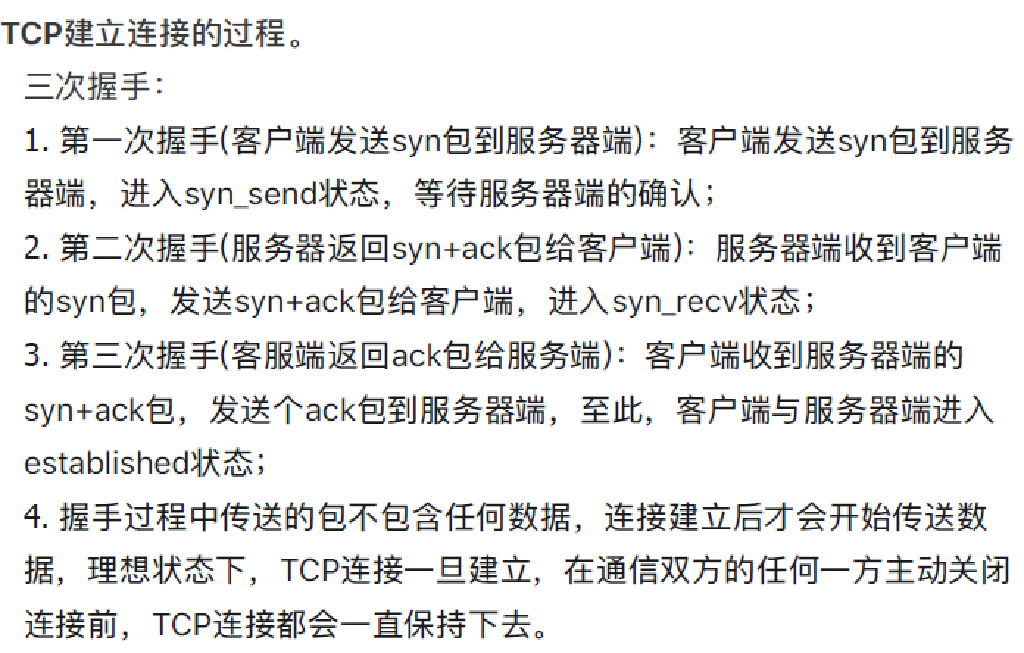 TCP建立连接的过程。
三次握手：
1. 第一次握手(客户端发送syn包到服务器端)：客户端发送syn包到服务
器端，进入syn_send状态，等待服务器端的确认；
2. 第二次握手(服务器返回syn+ack包给客户端)：服务器端收到客户端
的syn包，发送syn+ack包给客户端，进入syn_recv状态；
3. 第三次握手(客服端返回ack包给服务端)：客户端收到服务器端的
syn+ack包，发送个ack包到服务器端，至此，客户端与服务器端进入
established状态；
4. 握手过程中传送的包不包含任何数据，连接建立后才会开始传送数
据，理想状态下，TCP连接一旦建立，在通信双方的任何一方主动关闭
连接前，TCP连接都会一直保持下去。